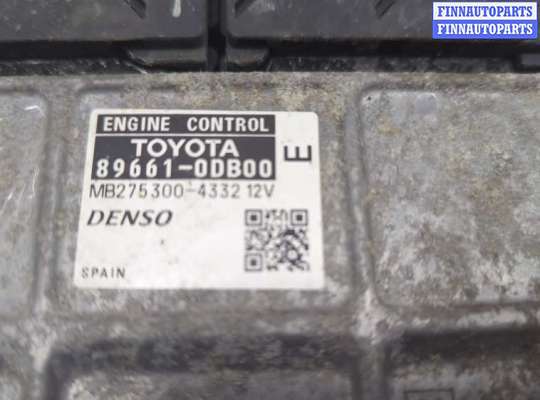 FINNAUTOPARTS
FINNAUTOPARTS
ENGINE CONTROL
TOYOTA
89661-0DB00
E
MB275300-4332 12V
DENSO
SPAIN